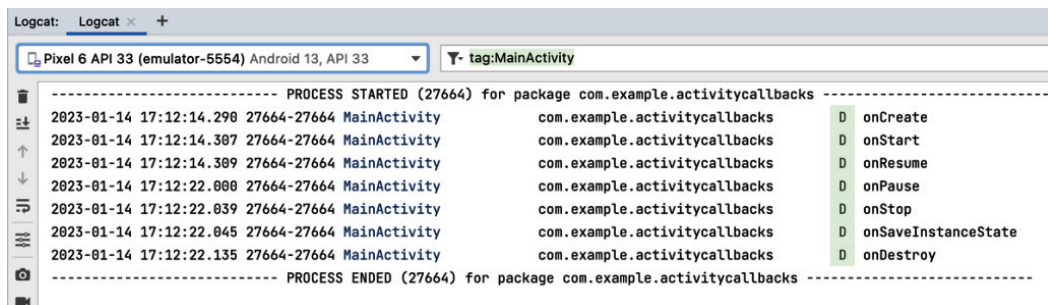 Logcat: Logcat × +
Pixel 6 API 33 (emulator-5554) Android 13, API 33 tag:MainActivity
---------------------------- PROCESS STARTED (27664) for package com.example.activitycallbacks ----------------------------
2023-01-14 17:12:14.290 27664-27664 MainActivity com.example.activitycallbacks D onCreate
2023-01-14 17:12:14.307 27664-27664 MainActivity com.example.activitycallbacks D onStart
2023-01-14 17:12:14.309 27664-27664 MainActivity com.example.activitycallbacks D onResume
2023-01-14 17:12:22.000 27664-27664 MainActivity com.example.activitycallbacks D onPause
2023-01-14 17:12:22.039 27664-27664 MainActivity com.example.activitycallbacks D onStop
2023-01-14 17:12:22.045 27664-27664 MainActivity com.example.activitycallbacks D onSaveInstanceState
2023-01-14 17:12:22.135 27664-27664 MainActivity com.example.activitycallbacks D onDestroy
---------------------------- PROCESS ENDED (27664) for package com.example.activitycallbacks ----------------------------